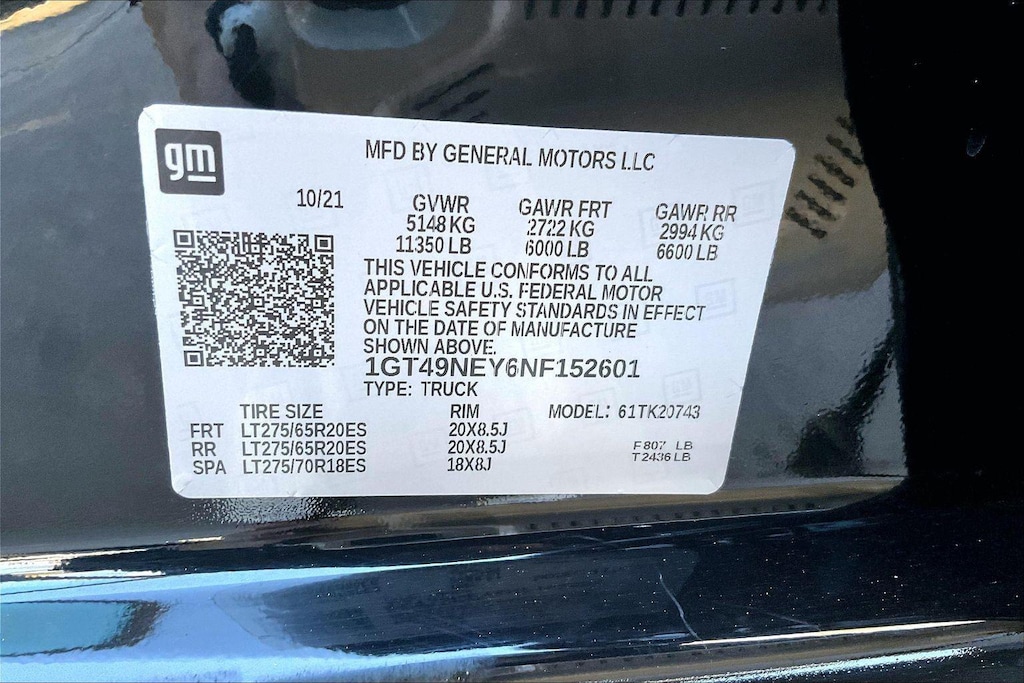 gm
MFD BY GENERAL MOTORS LLC
10/21
GVWR GAWR FRT GAWR RR
5148 KG 2722 KG 2994 KG
11350 LB 6000 LB 6600 LB
THIS VEHICLE CONFORMS TO ALL
APPLICABLE U.S. FEDERAL MOTOR
VEHICLE SAFETY STANDARDS IN EFFECT
ON THE DATE OF MANUFACTURE
SHOWN ABOVE.
1GT49NEY6NF152601
TYPE: TRUCK
TIRE SIZE RIM MODEL: 61TK20743
FRT LT275/65R20ES 20X8.5J
RR LT275/65R20ES 20X8.5J F807 LB
SPA LT275/70R18ES 18X8J T2436 LB